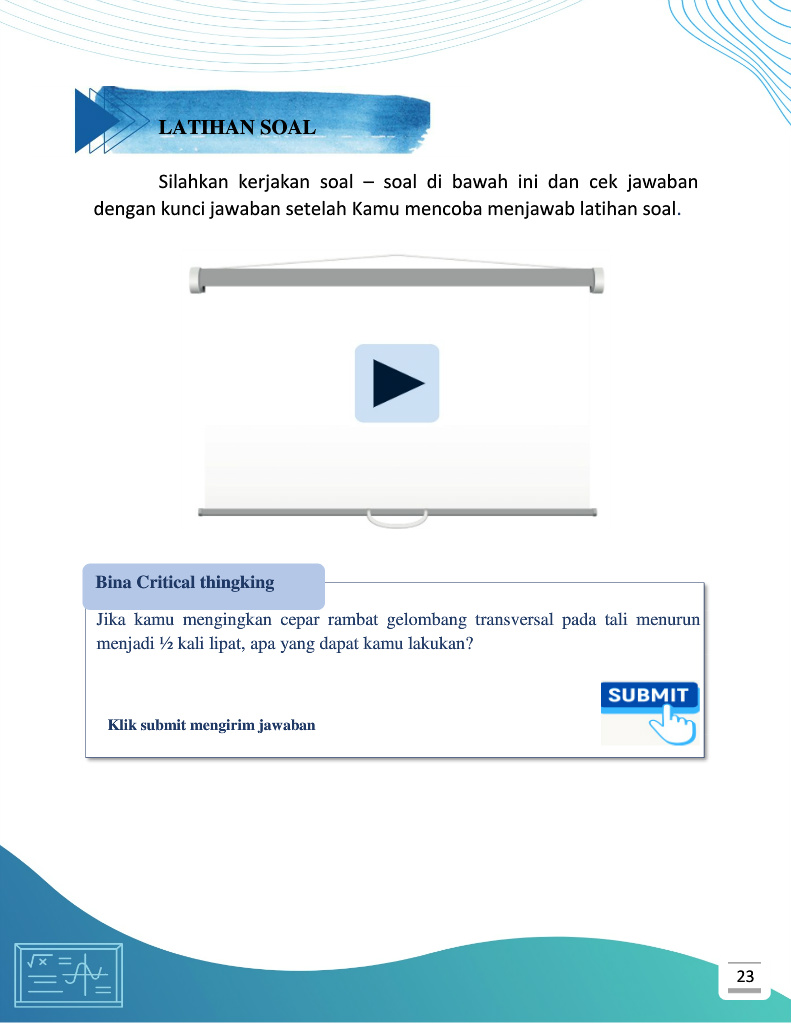 LATIHAN SOAL
Silahkan kerjakan soal – soal di bawah ini dan cek jawaban
dengan kunci jawaban setelah Kamu mencoba menjawab latihan soal.
Bina Critical thingking
Jika kamu mengingkan cepar rambat gelombang transversal pada tali menurun
menjadi ½ kali lipat, apa yang dapat kamu lakukan?
SUBMIT
Klik submit mengirim jawaban
√x
23